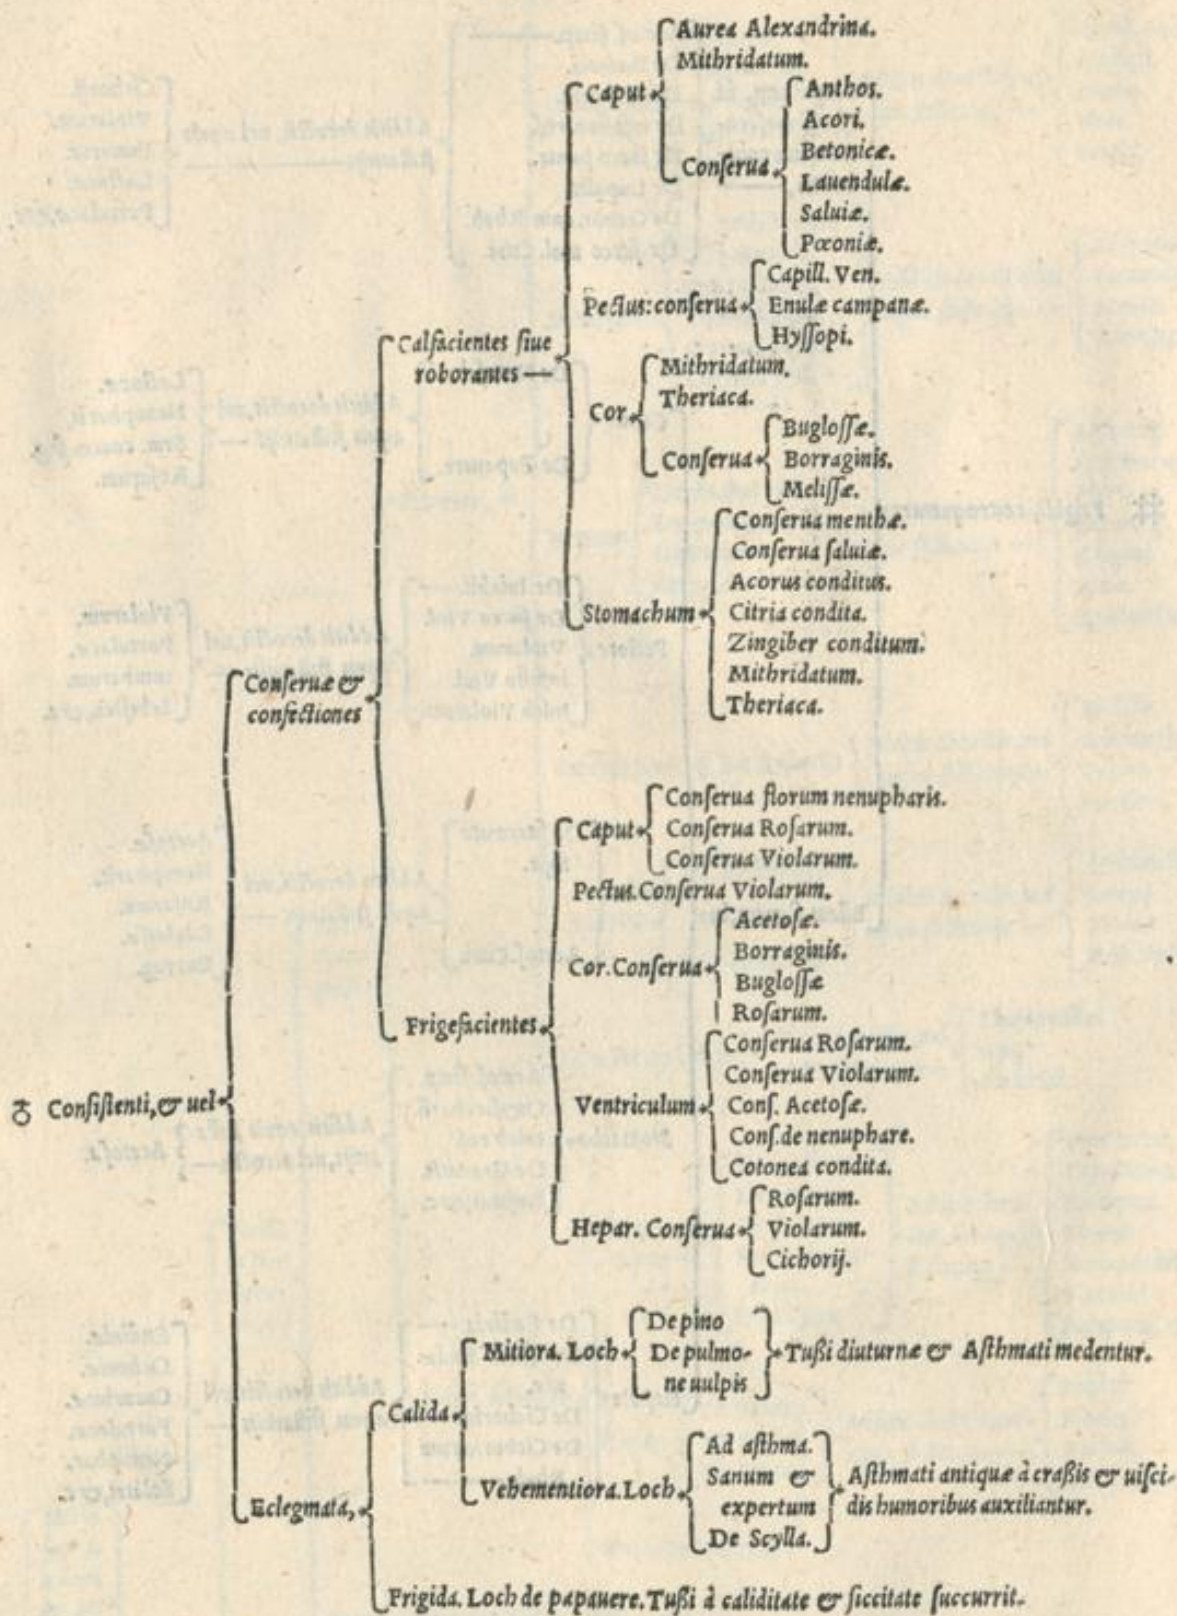 Aurea Alexandrina.
Mithridatum.
Caput
Conſerua
Anthos.
Acori.
Betonicæ.
Lauendulæ.
Saluiæ.
Pœoniæ.
Pectus: conſerua
Capill. Ven.
Enulæ campanæ.
Hyſſopi.
Calfacientes ſiue
roborantes —
Cor
Mithridatum.
Theriaca.
Conſerua
Bugloſſæ.
Borraginis.
Meliſſæ.
Stomachum
Conſerua menthæ.
Conſerua ſaluiæ.
Acorus conditus.
Citria condita.
Zingiber conditum.
Mithridatum.
Theriaca.
Conſeruæ &
confectiones
Caput
Conſerua florum nenupharis.
Conſerua Roſarum.
Conſerua Violarum.
Pectus. Conſerua Violarum.
Cor. Conſerua
Acetoſæ.
Borraginis.
Bugloſſæ
Roſarum.
Frigefacientes
Ventriculum
Conſerua Roſarum.
Conſerua Violarum.
Conſ. Acetoſæ.
Conſ. de nenuphare.
Cotonea condita.
Hepar. Conſerua
Roſarum.
Violarum.
Cichorij.
♁ Conſiſtenti, & uel
Eclegmata,
Calida
Mitiora. Loch
De pino
De pulmo-
ne uulpis
Tußi diuturnæ & Aſthmati medentur.
Vehementiora. Loch
Ad aſthma.
Sanum &
expertum
De Scylla.
Aſthmati antiquæ à craßis & uiſci-
dis humoribus auxiliantur.
Frigida. Loch de papauere. Tußi à caliditate & ſiccitate ſuccurrit.